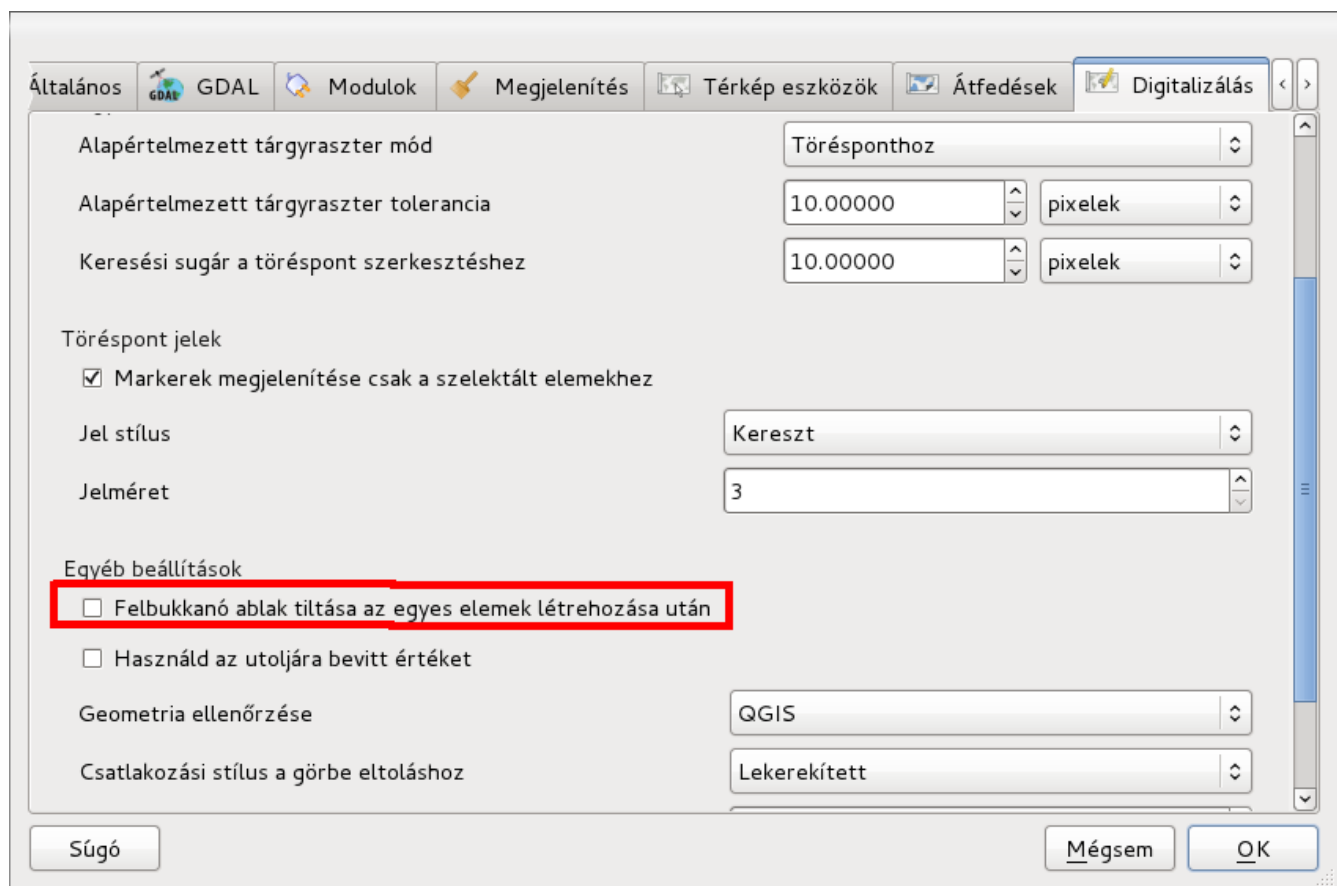 Általános GDAL Modulok Megjelenítés Térkép eszközök Átfedések Digitalizálás
Alapértelmezett tárgyraszter mód Törésponthoz
Alapértelmezett tárgyraszter tolerancia 10.00000 pixelek
Keresési sugár a töréspont szerkesztéshez 10.00000 pixelek
Töréspont jelek
Markerek megjelenítése csak a szelektált elemekhez
Jel stílus Kereszt
Jelméret 3
Egyéb beállítások
Felbukkanó ablak tiltása az egyes elemek létrehozása után
Használd az utoljára bevitt értéket
Geometria ellenőrzése QGIS
Csatlakozási stílus a görbe eltoláshoz Lekerekített
Súgó Mégsem OK